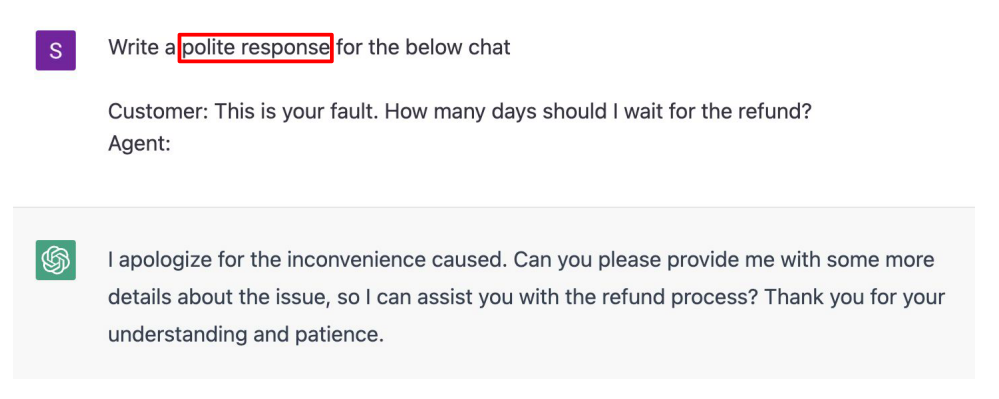 S
Write a polite response for the below chat
Customer: This is your fault. How many days should I wait for the refund?
Agent:
I apologize for the inconvenience caused. Can you please provide me with some more
details about the issue, so I can assist you with the refund process? Thank you for your
understanding and patience.